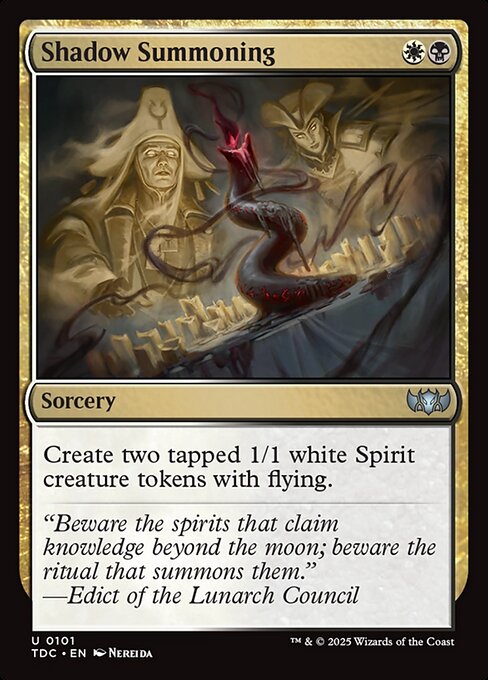 Shadow Summoning
Sorcery
Create two tapped 1/1 white Spirit
creature tokens with flying.
“Beware the spirits that claim
knowledge beyond the moon; beware the
ritual that summons them.”
—Edict of the Lunarch Council
U 0101
TDC • EN Nereida
™ & © 2025 Wizards of the Coast